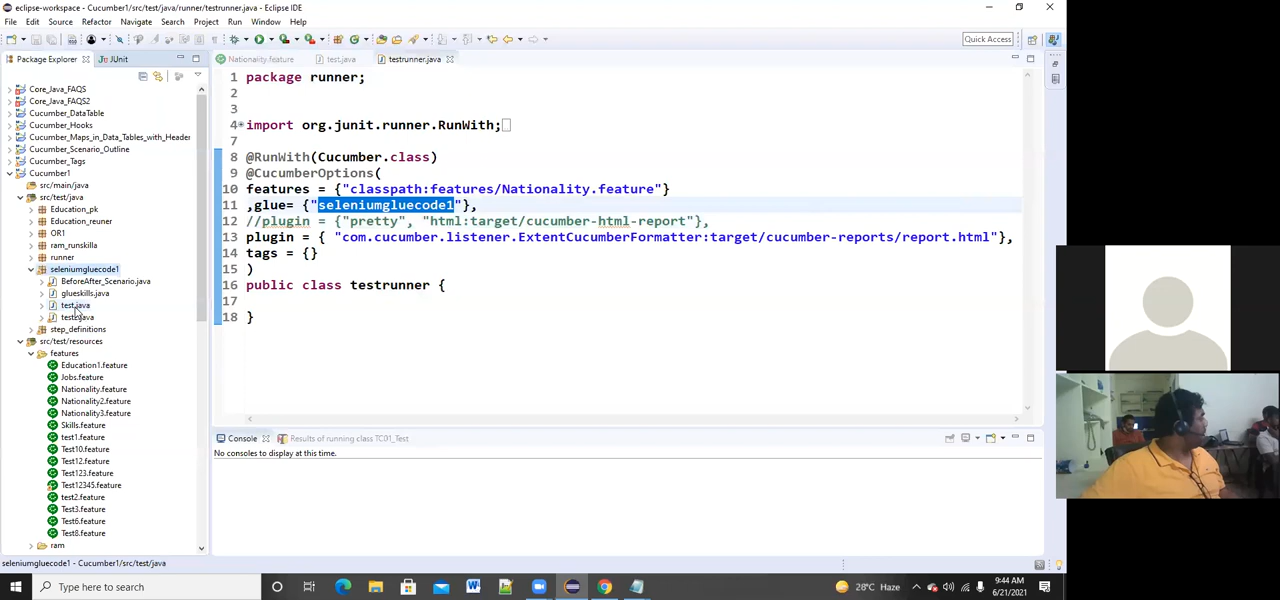 eclipse-workspace - Cucumber1/src/test/java/runner/testrunner.java - Eclipse IDE
File Edit Source Refactor Navigate Search Project Run Window Help
Quick Access
Package Explorer
JUnit
Nationality.feature
test.java
testrunner.java
Core_Java_FAQS
Core_Java_FAQS2
Cucumber_DataTable
Cucumber_Hooks
Cucumber_Maps_in_Data_Tables_with_Header
Cucumber_Scenario_Outline
Cucumber_Tags
Cucumber1
src/main/java
src/test/java
Education_pk
Education_reuner
OR1
ram_runskilla
runner
seleniumgluecode1
BeforeAfter_Scenario.java
glueskills.java
test.java
step_definitions
src/test/resources
features
Education1.feature
Jobs.feature
Nationality.feature
Nationality2.feature
Nationality3.feature
Skills.feature
test1.feature
Test10.feature
Test12.feature
Test123.feature
Test12345.feature
test2.feature
Test3.feature
Test6.feature
Test8.feature
ram
1 package runner;
2
3
4 import org.junit.runner.RunWith;
7
8 @RunWith(Cucumber.class)
9 @CucumberOptions(
10 features = {"classpath:features/Nationality.feature"}
11 ,glue= {"seleniumgluecode1"},
12 //plugin = {"pretty", "html:target/cucumber-html-report"},
13 plugin = { "com.cucumber.listener.ExtentCucumberFormatter:target/cucumber-reports/report.html"},
14 tags = {}
15 )
16 public class testrunner {
17
18 }
Console
Results of running class TC01_Test
No consoles to display at this time.
seleniumgluecode1 - Cucumber1/src/test/java
Type here to search
28°C Haze
9:44 AM
6/21/2021